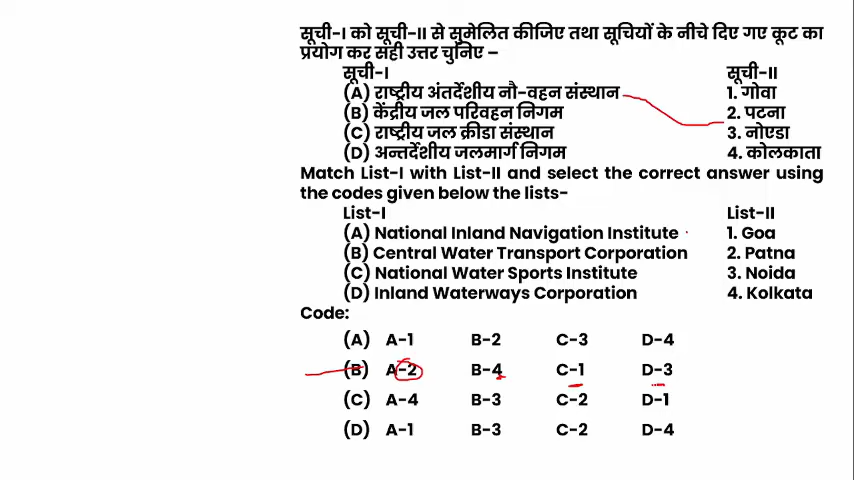 सूची-I को सूची-II से सुमेलित कीजिए तथा सूचियों के नीचे दिए गए कूट का
प्रयोग कर सही उत्तर चुनिए –
सूची-I सूची-II
(A) राष्ट्रीय अंतर्देशीय नौ-वहन संस्थान 1. गोवा
(B) केंद्रीय जल परिवहन निगम 2. पटना
(C) राष्ट्रीय जल क्रीडा संस्थान 3. नोएडा
(D) अन्तर्देशीय जलमार्ग निगम 4. कोलकाता
Match List-I with List-II and select the correct answer using
the codes given below the lists-
List-I List-II
(A) National Inland Navigation Institute 1. Goa
(B) Central Water Transport Corporation 2. Patna
(C) National Water Sports Institute 3. Noida
(D) Inland Waterways Corporation 4. Kolkata
Code:
(A) A-1 B-2 C-3 D-4
(B) A-2 B-4 C-1 D-3
(C) A-4 B-3 C-2 D-1
(D) A-1 B-3 C-2 D-4